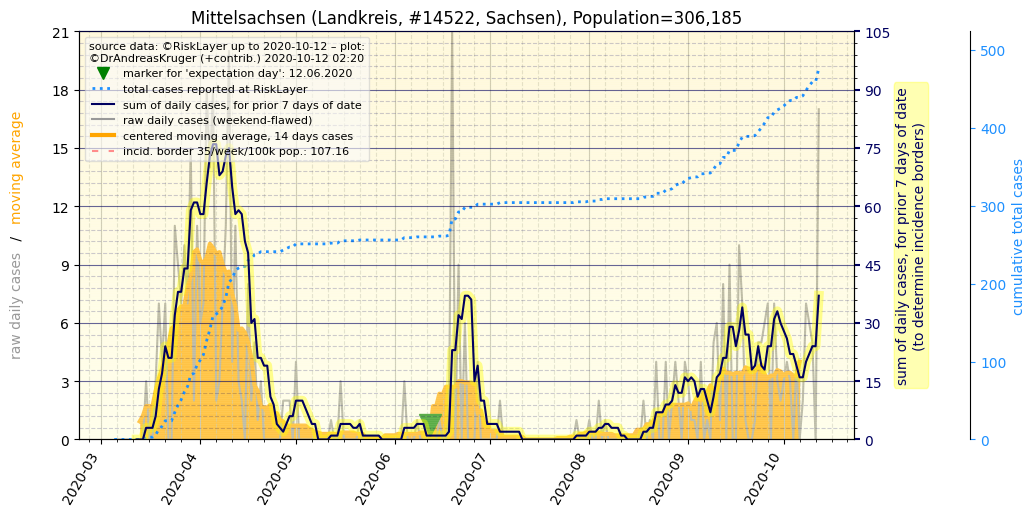 Mittelsachsen (Landkreis, #14522, Sachsen), Population=306,185
source data: ©RiskLayer up to 2020-10-12 – plot:
©DrAndreasKruger (+contrib.) 2020-10-12 02:20
marker for 'expectation day': 12.06.2020
total cases reported at RiskLayer
sum of daily cases, for prior 7 days of date
raw daily cases (weekend-flawed)
centered moving average, 14 days cases
incid. border 35/week/100k pop.: 107.16
raw daily cases / moving average
21
18
15
12
9
6
3
0
105
90
75
60
45
30
15
0
sum of daily cases, for prior 7 days of date
(to determine incidence borders)
500
400
300
200
100
0
cumulative total cases
2020-03
2020-04
2020-05
2020-06
2020-07
2020-08
2020-09
2020-10